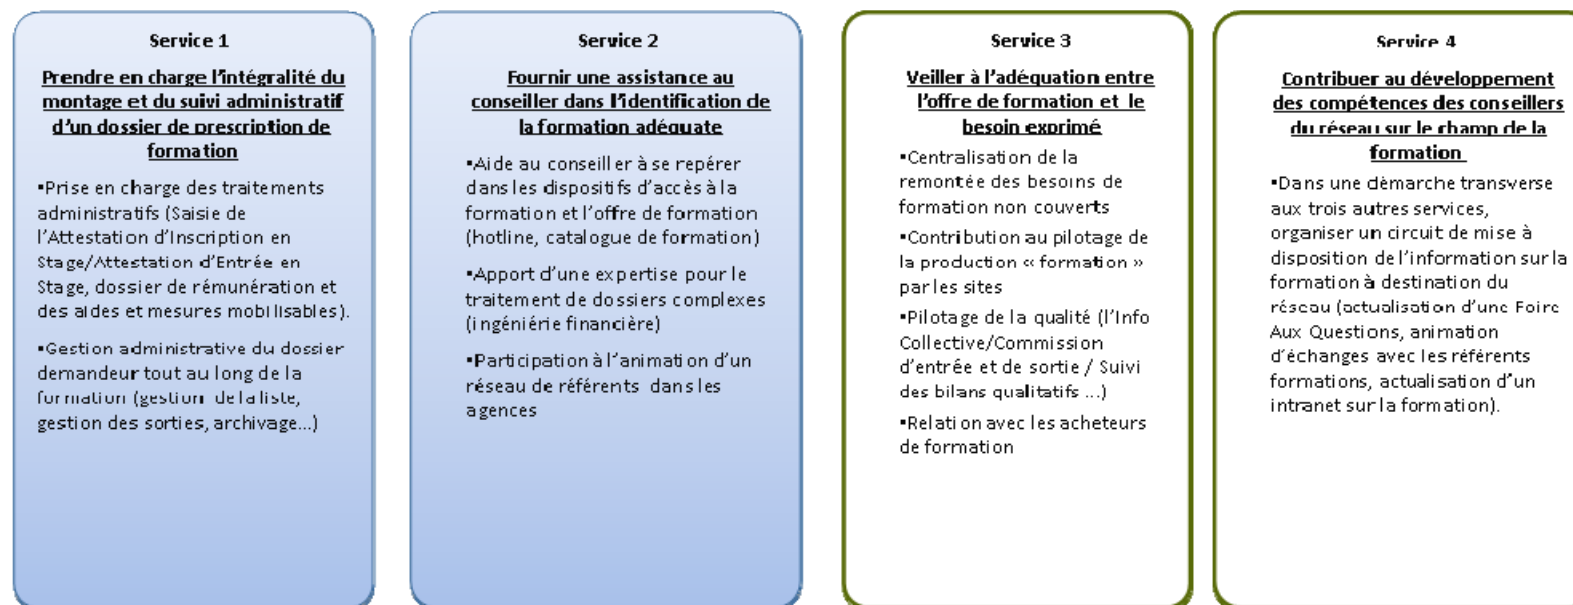 Service 1
Prendre en charge l'intégralité du
montage et du suivi administratif
d'un dossier de prescription de
formation
▪Prise en charge des traitements
administratifs (Saisie de
l'Attestation d'Inscription en
Stage/Attestation d'Entrée en
Stage, dossier de rémunération et
des aides et mesures mobilisables).
▪Gestion administrative du dossier
demandeur tout au long de la
formation (gestion de la liste,
gestion des sorties, archivage...)
Service 2
Fournir une assistance au
conseiller dans l'identification de
la formation adéquate
▪Aide au conseiller à se repérer
dans les dispositifs d'accès à la
formation et l'offre de formation
(hotline, catalogue de formation)
▪Apport d'une expertise pour le
traitement de dossiers complexes
(ingéniérie financière)
▪Participation à l'animation d'un
réseau de référents dans les
agences
Service 3
Veiller à l'adéquation entre
l'offre de formation et le
besoin exprimé
▪Centralisation de la
remontée des besoins de
formation non couverts
▪Contribution au pilotage de
la production « formation »
par les sites
▪Pilotage de la qualité (l'Info
Collective/Commission
d'entrée et de sortie / Suivi
des bilans qualitatifs ...)
▪Relation avec les acheteurs
de formation
Service 4
Contribuer au développement
des compétences des conseillers
du réseau sur le champ de la
formation
▪Dans une démarche transverse
aux trois autres services,
organiser un circuit de mise à
disposition de l'information sur la
formation à destination du
réseau (actualisation d'une Foire
Aux Questions, animation
d'échanges avec les référents
formations, actualisation d'un
intranet sur la formation).